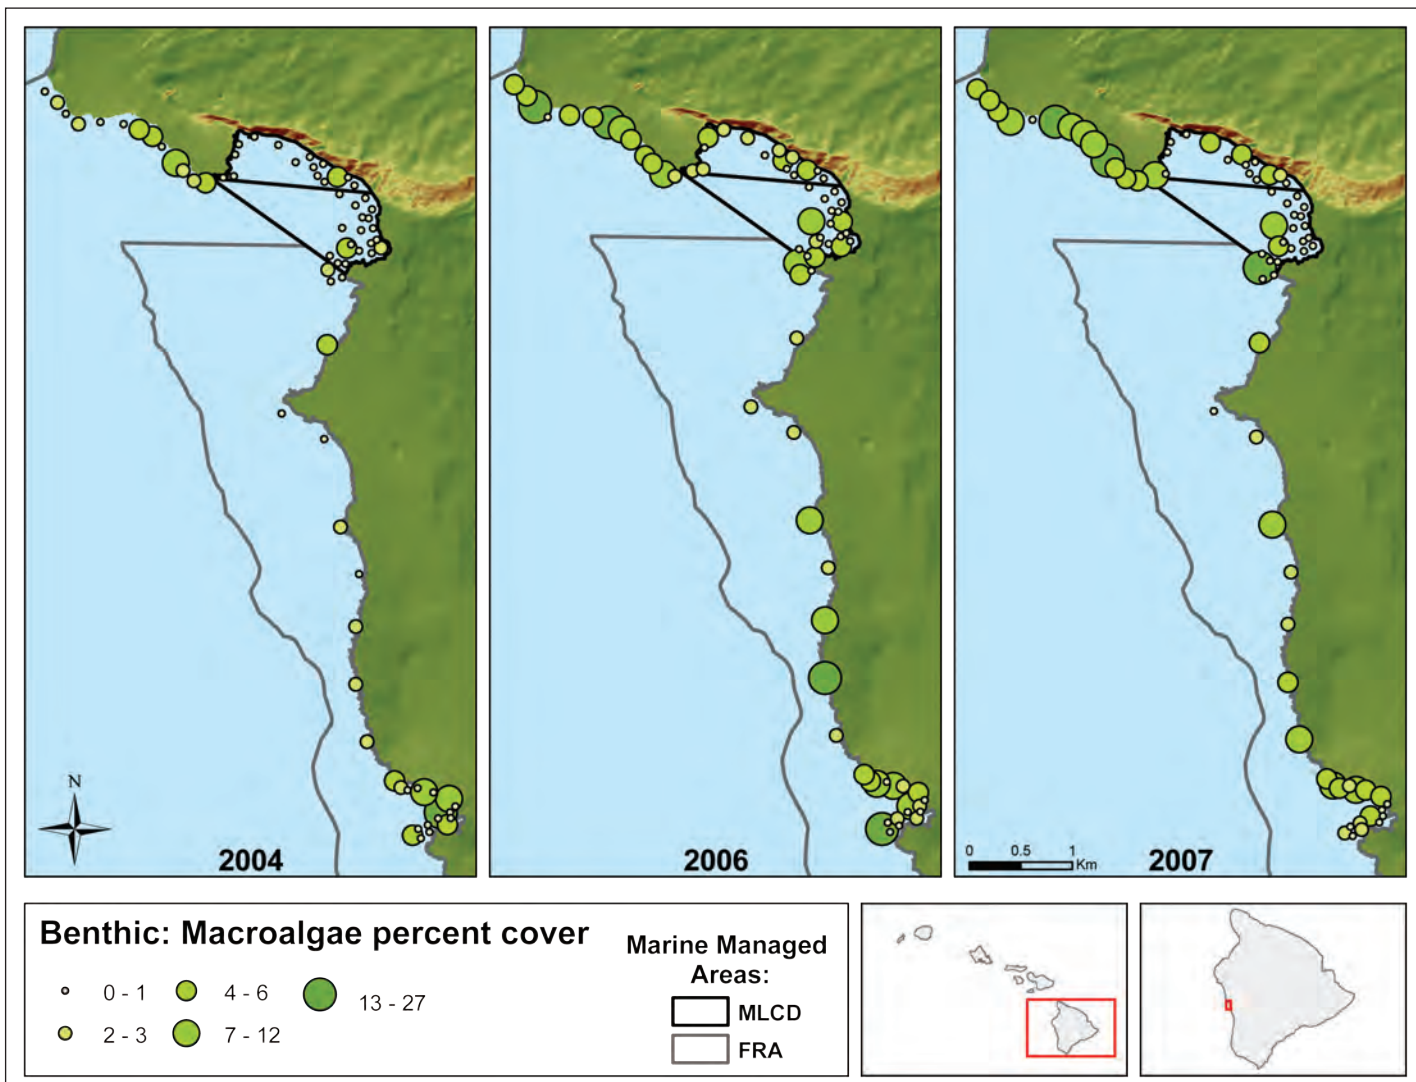 N
2004
2006
0 0.5 1
Km
2007
Benthic: Macroalgae percent cover
0 - 1
4 - 6
13 - 27
2 - 3
7 - 12
Marine Managed
Areas:
MLCD
FRA